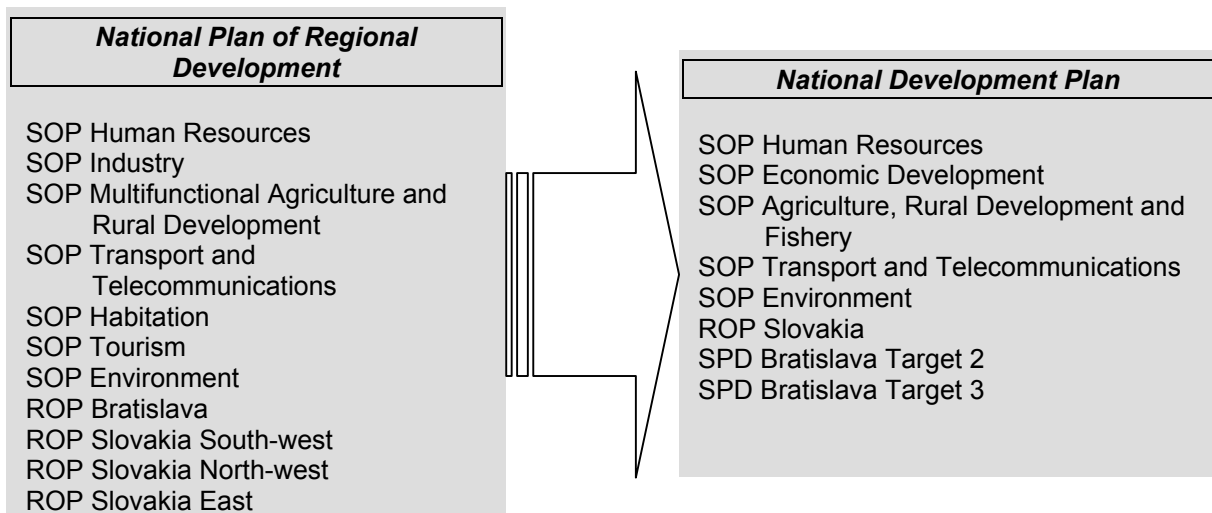 National Plan of Regional
Development
SOP Human Resources
SOP Industry
SOP Multifunctional Agriculture and
Rural Development
SOP Transport and
Telecommunications
SOP Habitation
SOP Tourism
SOP Environment
ROP Bratislava
ROP Slovakia South-west
ROP Slovakia North-west
ROP Slovakia East
National Development Plan
SOP Human Resources
SOP Economic Development
SOP Agriculture, Rural Development and
Fishery
SOP Transport and Telecommunications
SOP Environment
ROP Slovakia
SPD Bratislava Target 2
SPD Bratislava Target 3